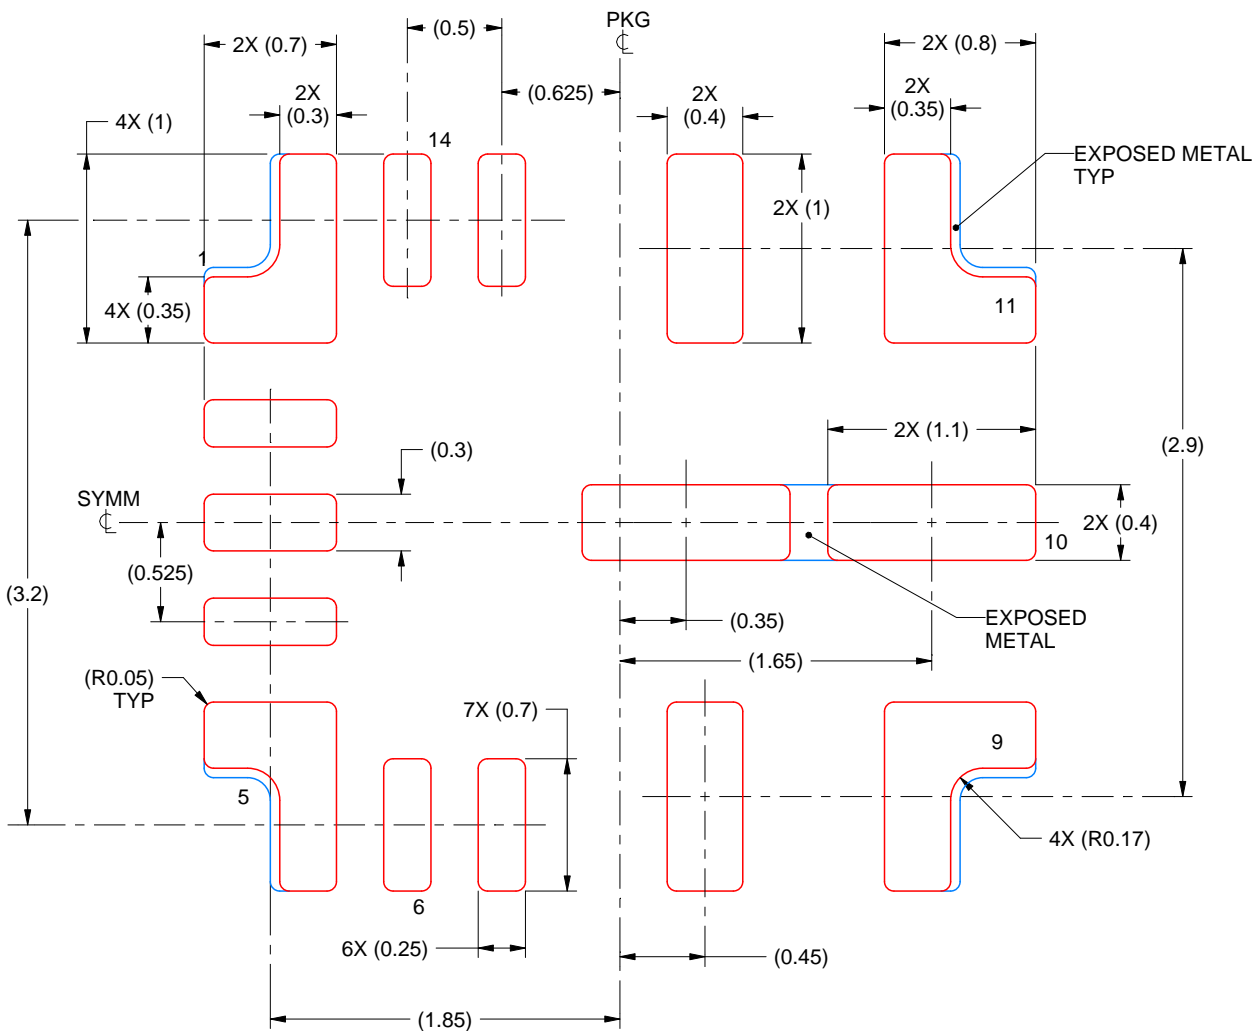 PKG
℄
(0.5)
2X (0.7)
2X (0.8)
(0.625)
2X
(0.3)
2X
(0.4)
2X
(0.35)
4X (1)
14
EXPOSED METAL
TYP
2X (1)
1
4X (0.35)
11
(0.3)
2X (1.1)
(2.9)
SYMM
℄
2X (0.4)
10
(0.525)
(3.2)
(0.35)
EXPOSED
METAL
(1.65)
(R0.05)
TYP
7X (0.7)
9
5
4X (R0.17)
6
6X (0.25)
(0.45)
(1.85)